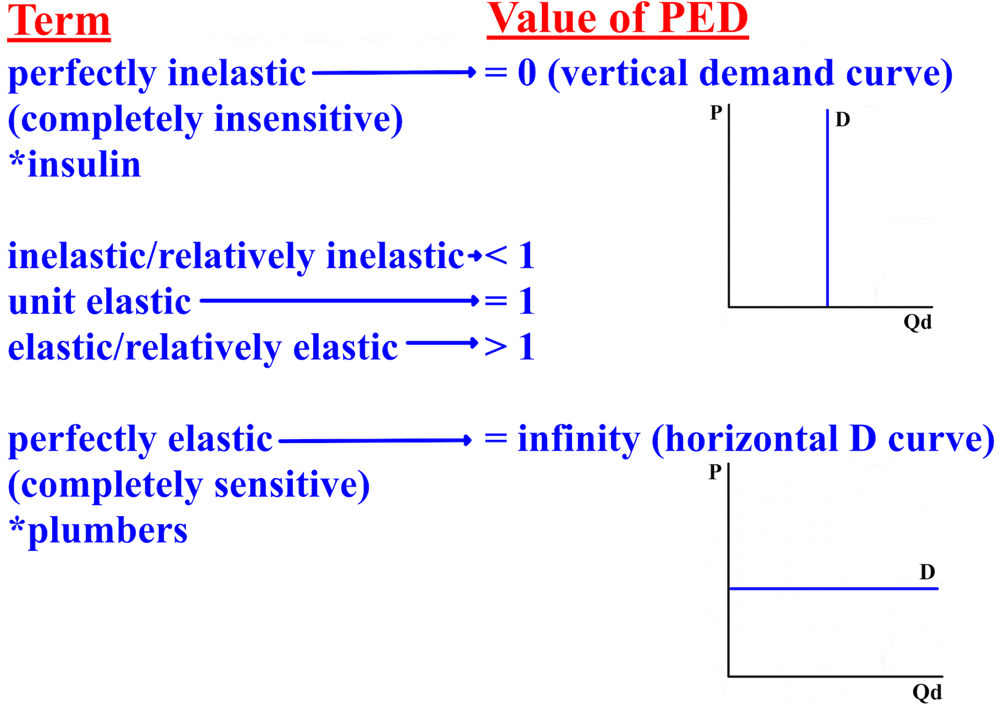 Term Value of PED
perfectly inelastic = 0 (vertical demand curve)
(completely insensitive)
*insulin
P
D
Qd
inelastic/relatively inelastic < 1
unit elastic = 1
elastic/relatively elastic > 1
perfectly elastic = infinity (horizontal D curve)
(completely sensitive)
*plumbers
P
D
Qd